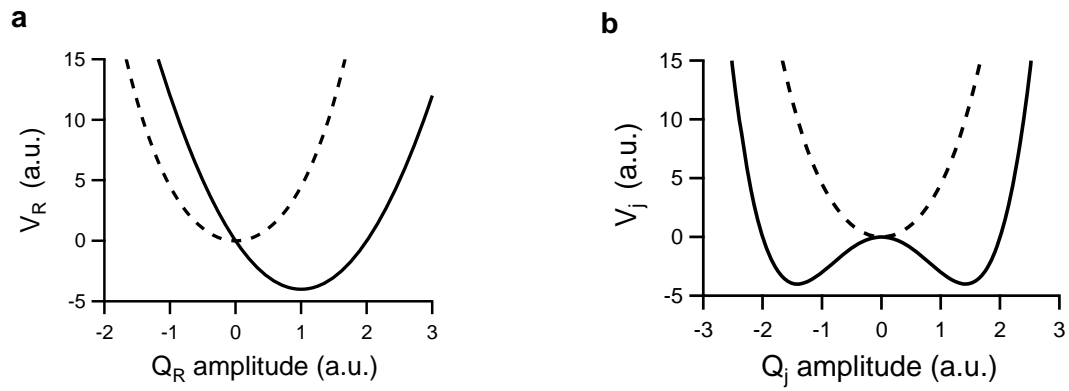 a
15
10
5
0
-5
V_R (a.u.)
-2 -1 0 1 2 3
Q_R amplitude (a.u.)
b
15
10
5
0
-5
V_j (a.u.)
-3 -2 -1 0 1 2 3
Q_j amplitude (a.u.)